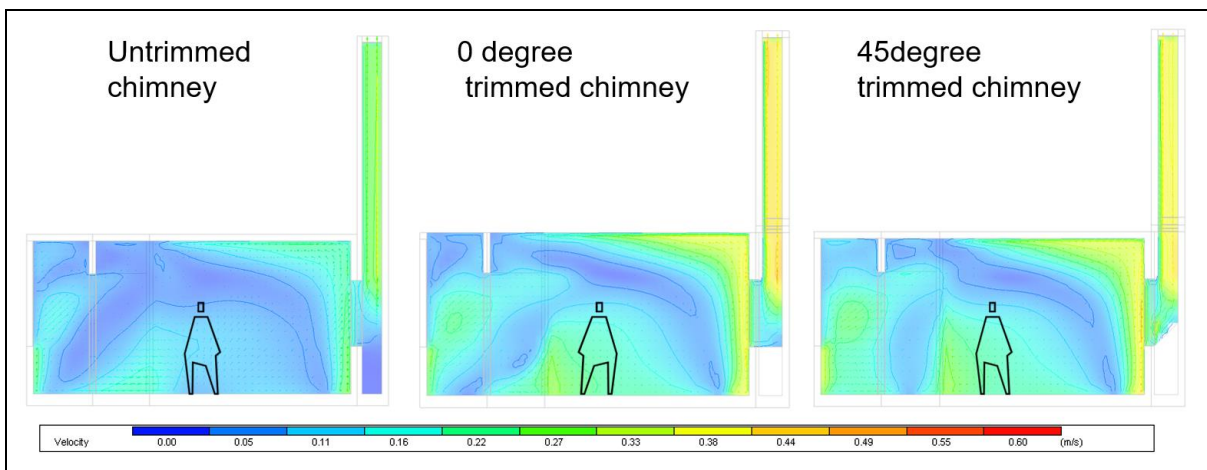 Untrimmed
chimney
0 degree
trimmed chimney
45degree
trimmed chimney
Velocity 0.00 0.05 0.11 0.16 0.22 0.27 0.33 0.38 0.44 0.49 0.55 0.60 (m/s)